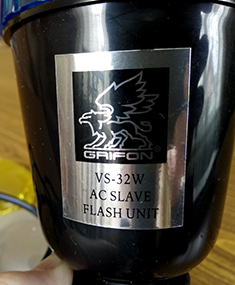 GRIFON®
VS-32W
AC SLAVE
FLASH UNIT